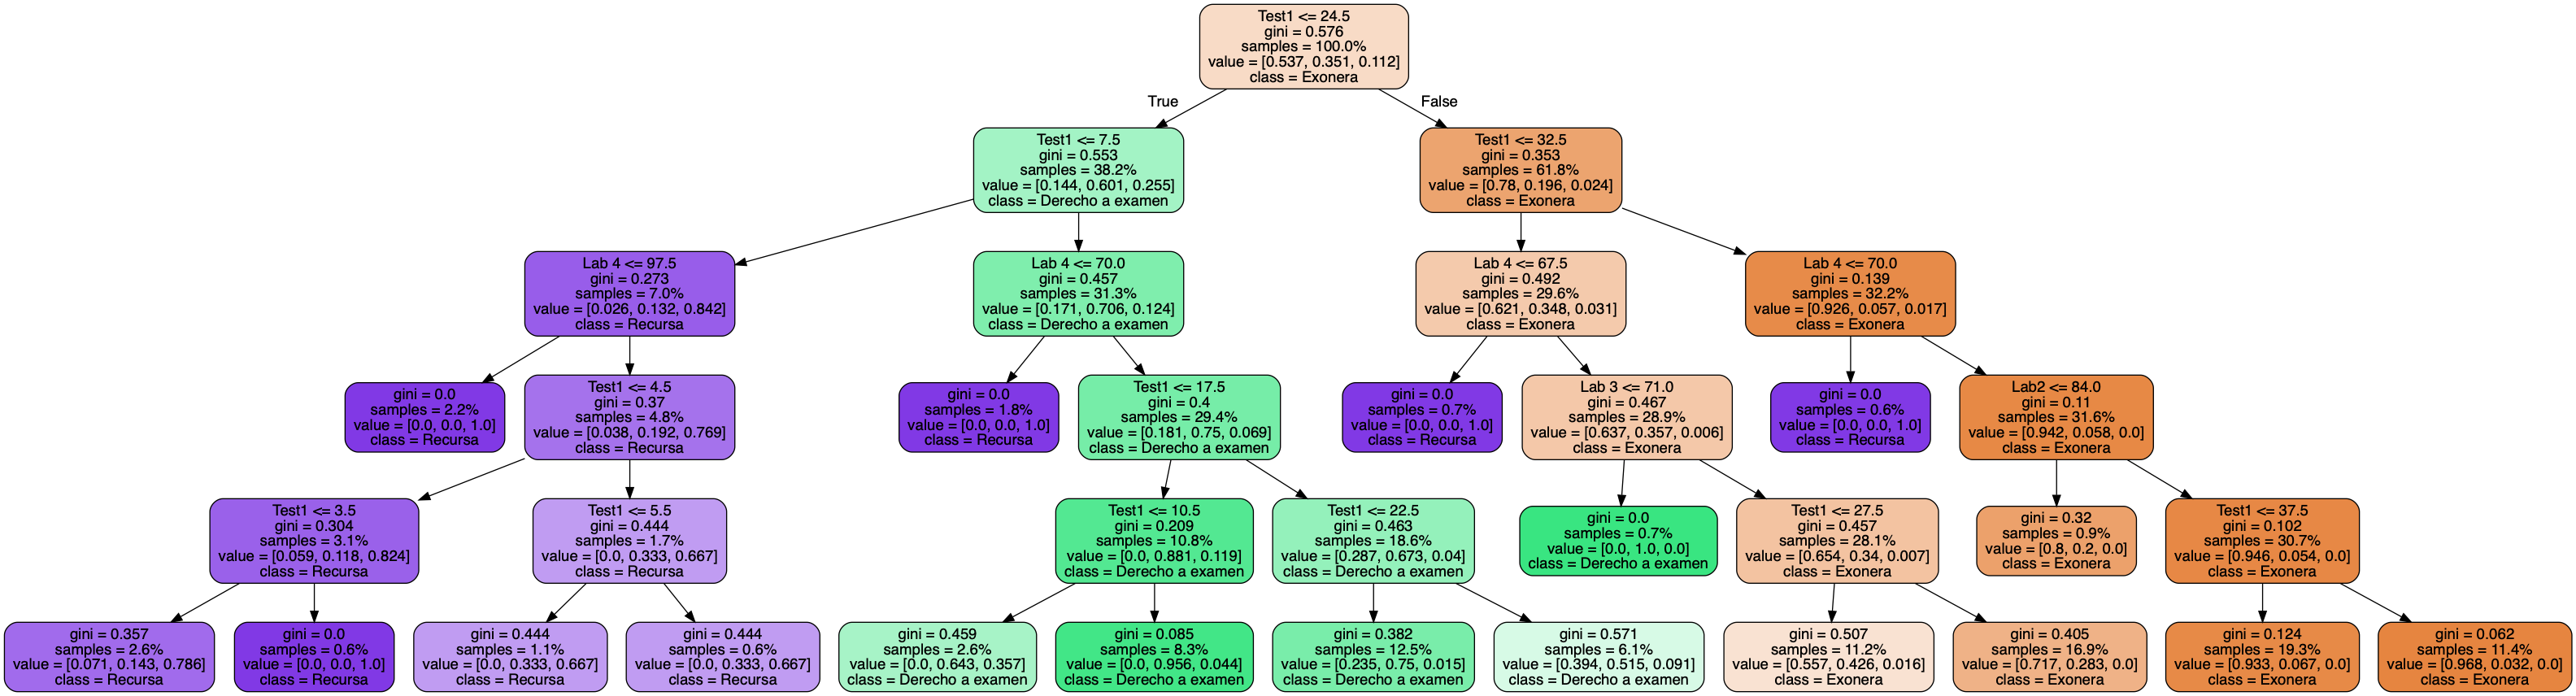 Test1 <= 24.5
gini = 0.576
samples = 100.0%
value = [0.537, 0.351, 0.112]
class = Exonera
True
False
Test1 <= 7.5
gini = 0.553
samples = 38.2%
value = [0.144, 0.601, 0.255]
class = Derecho a examen
Test1 <= 32.5
gini = 0.353
samples = 61.8%
value = [0.78, 0.196, 0.024]
class = Exonera
Lab 4 <= 97.5
gini = 0.273
samples = 7.0%
value = [0.026, 0.132, 0.842]
class = Recursa
Lab 4 <= 70.0
gini = 0.457
samples = 31.3%
value = [0.171, 0.706, 0.124]
class = Derecho a examen
Lab 4 <= 67.5
gini = 0.492
samples = 29.6%
value = [0.621, 0.348, 0.031]
class = Exonera
Lab 4 <= 70.0
gini = 0.139
samples = 32.2%
value = [0.926, 0.057, 0.017]
class = Exonera
gini = 0.0
samples = 2.2%
value = [0.0, 0.0, 1.0]
class = Recursa
Test1 <= 4.5
gini = 0.37
samples = 4.8%
value = [0.038, 0.192, 0.769]
class = Recursa
gini = 0.0
samples = 1.8%
value = [0.0, 0.0, 1.0]
class = Recursa
Test1 <= 17.5
gini = 0.4
samples = 29.4%
value = [0.181, 0.75, 0.069]
class = Derecho a examen
gini = 0.0
samples = 0.7%
value = [0.0, 0.0, 1.0]
class = Recursa
Lab 3 <= 71.0
gini = 0.467
samples = 28.9%
value = [0.637, 0.357, 0.006]
class = Exonera
gini = 0.0
samples = 0.6%
value = [0.0, 0.0, 1.0]
class = Recursa
Lab2 <= 84.0
gini = 0.11
samples = 31.6%
value = [0.942, 0.058, 0.0]
class = Exonera
Test1 <= 3.5
gini = 0.304
samples = 3.1%
value = [0.059, 0.118, 0.824]
class = Recursa
Test1 <= 5.5
gini = 0.444
samples = 1.7%
value = [0.0, 0.333, 0.667]
class = Recursa
Test1 <= 10.5
gini = 0.209
samples = 10.8%
value = [0.0, 0.881, 0.119]
class = Derecho a examen
Test1 <= 22.5
gini = 0.463
samples = 18.6%
value = [0.287, 0.673, 0.04]
class = Derecho a examen
gini = 0.0
samples = 0.7%
value = [0.0, 1.0, 0.0]
class = Derecho a examen
Test1 <= 27.5
gini = 0.457
samples = 28.1%
value = [0.654, 0.34, 0.007]
class = Exonera
gini = 0.32
samples = 0.9%
value = [0.8, 0.2, 0.0]
class = Exonera
Test1 <= 37.5
gini = 0.102
samples = 30.7%
value = [0.946, 0.054, 0.0]
class = Exonera
gini = 0.357
samples = 2.6%
value = [0.071, 0.143, 0.786]
class = Recursa
gini = 0.0
samples = 0.6%
value = [0.0, 0.0, 1.0]
class = Recursa
gini = 0.444
samples = 1.1%
value = [0.0, 0.333, 0.667]
class = Recursa
gini = 0.444
samples = 0.6%
value = [0.0, 0.333, 0.667]
class = Recursa
gini = 0.459
samples = 2.6%
value = [0.0, 0.643, 0.357]
class = Derecho a examen
gini = 0.085
samples = 8.3%
value = [0.0, 0.956, 0.044]
class = Derecho a examen
gini = 0.382
samples = 12.5%
value = [0.235, 0.75, 0.015]
class = Derecho a examen
gini = 0.571
samples = 6.1%
value = [0.394, 0.515, 0.091]
class = Derecho a examen
gini = 0.507
samples = 11.2%
value = [0.557, 0.426, 0.016]
class = Exonera
gini = 0.405
samples = 16.9%
value = [0.717, 0.283, 0.0]
class = Exonera
gini = 0.124
samples = 19.3%
value = [0.933, 0.067, 0.0]
class = Exonera
gini = 0.062
samples = 11.4%
value = [0.968, 0.032, 0.0]
class = Exonera